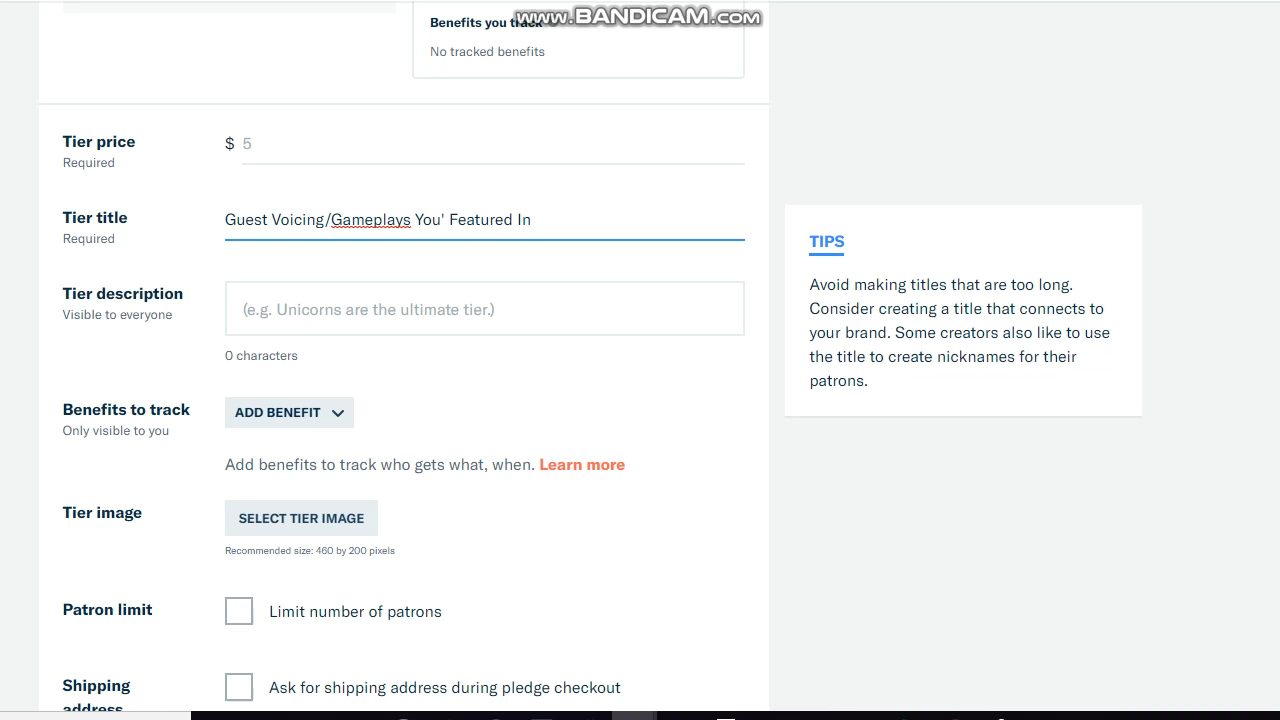 www.BANDICAM.COM
Benefits you track
No tracked benefits
Tier price
Required
$ 5
Tier title
Required
Guest Voicing/Gameplays You' Featured In
Tier description
Visible to everyone
(e.g. Unicorns are the ultimate tier.)
0 characters
Benefits to track
Only visible to you
ADD BENEFIT
Add benefits to track who gets what, when. Learn more
Tier image
SELECT TIER IMAGE
Recommended size: 460 by 200 pixels
Patron limit
Limit number of patrons
Shipping
address
Ask for shipping address during pledge checkout
TIPS
Avoid making titles that are too long.
Consider creating a title that connects to
your brand. Some creators also like to use
the title to create nicknames for their
patrons.